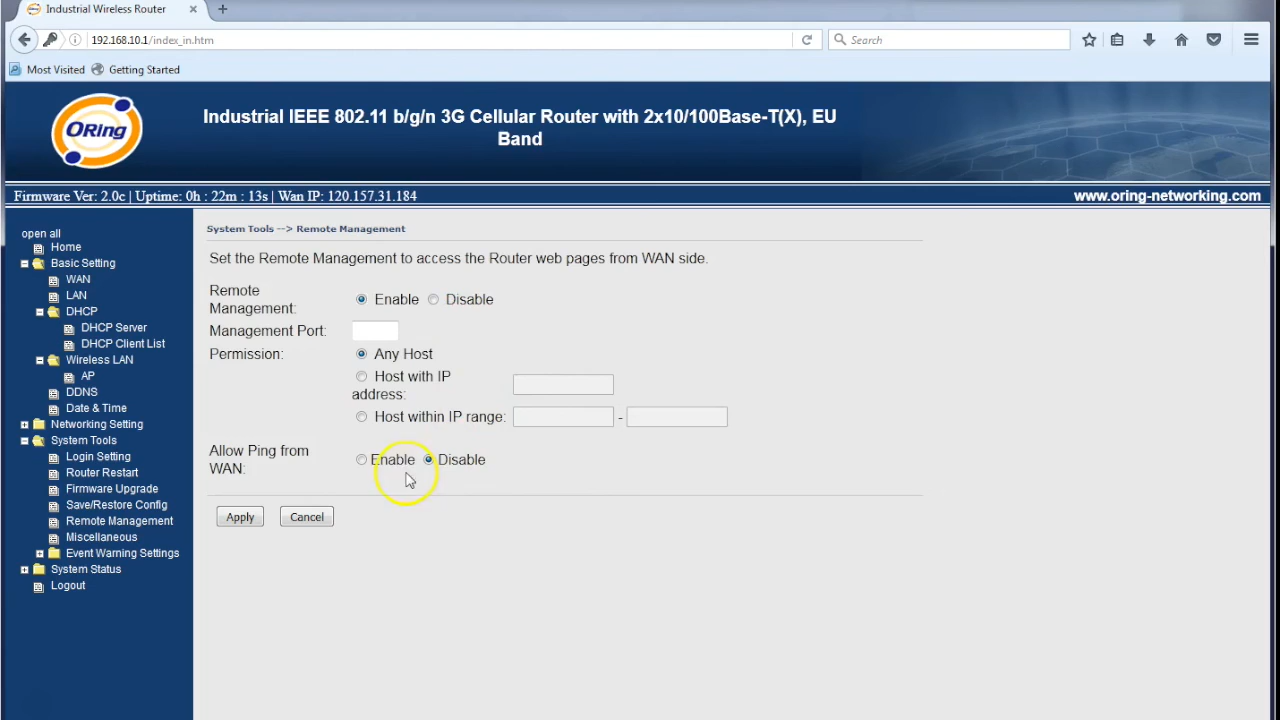 Industrial Wireless Router
192.168.10.1/index_in.htm
Search
Most Visited
Getting Started
ORing
Industrial IEEE 802.11 b/g/n 3G Cellular Router with 2x10/100Base-T(X), EU
Band
Firmware Ver: 2.0c | Uptime: 0h : 22m : 13s | Wan IP: 120.157.31.184
www.oring-networking.com
open all
Home
Basic Setting
WAN
LAN
DHCP
DHCP Server
DHCP Client List
Wireless LAN
AP
DDNS
Date & Time
Networking Setting
System Tools
Login Setting
Router Restart
Firmware Upgrade
Save/Restore Config
Remote Management
Miscellaneous
Event Warning Settings
System Status
Logout
System Tools --> Remote Management
Set the Remote Management to access the Router web pages from WAN side.
Remote
Management:
Enable
Disable
Management Port:
Permission:
Any Host
Host with IP
address:
Host within IP range:
-
Allow Ping from
WAN:
Enable
Disable
Apply
Cancel